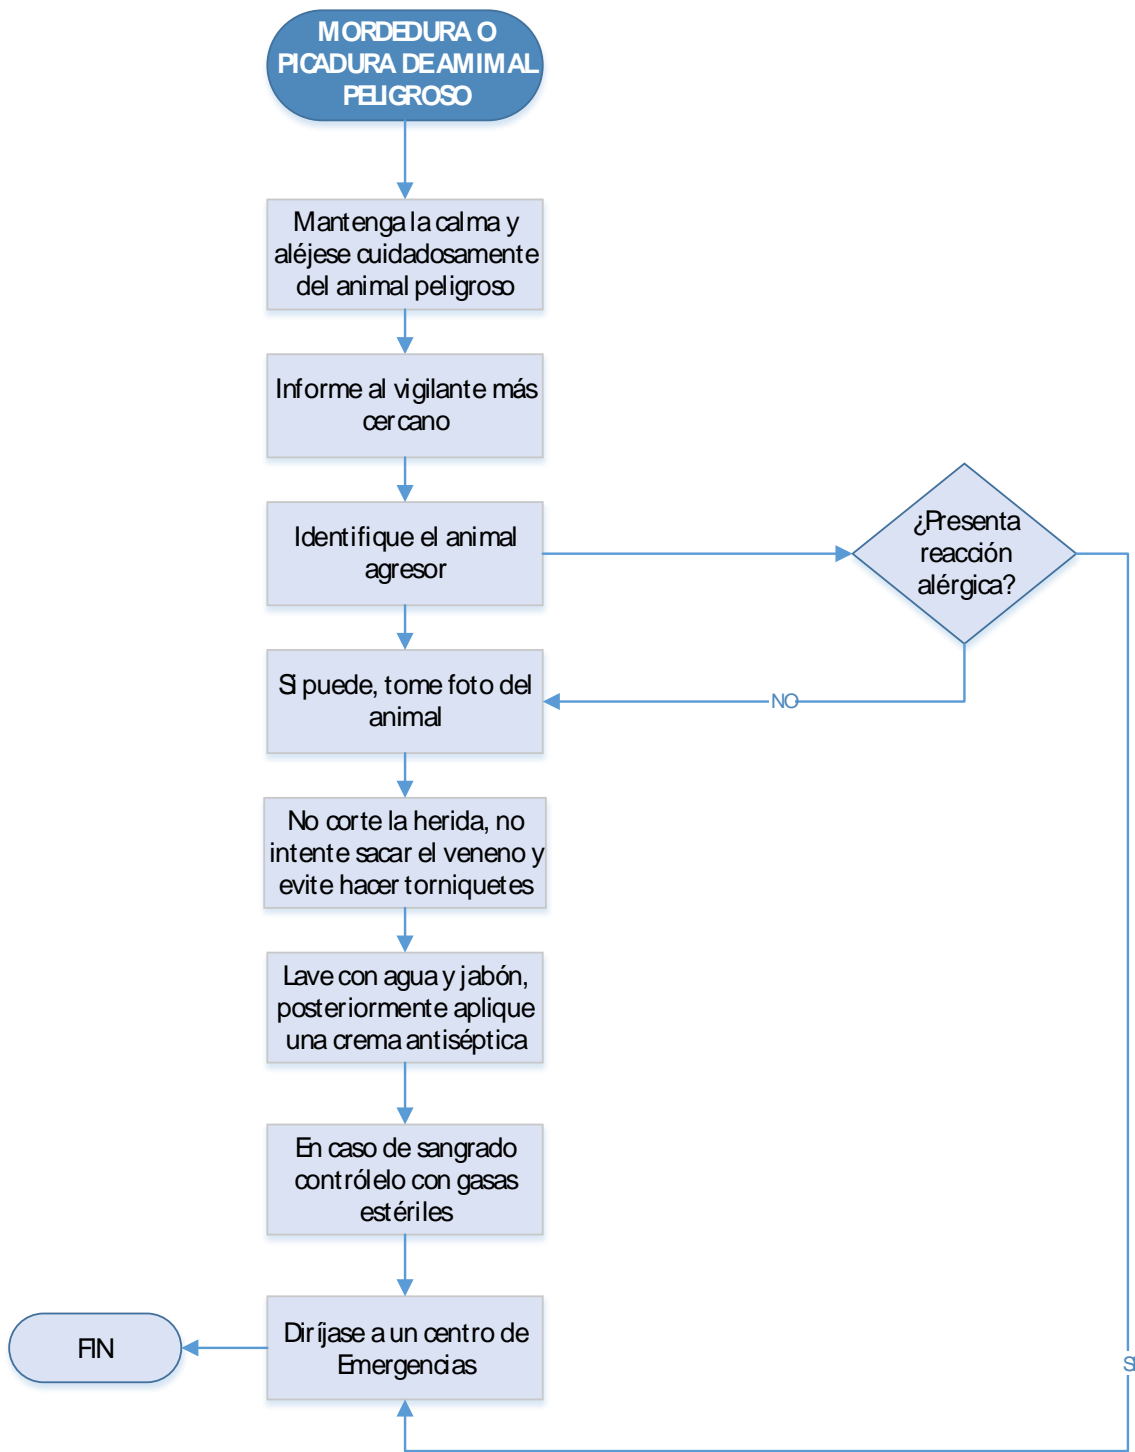 MORDEDURA O
PICADURA DE AMIMAL
PELIGROSO
Mantenga la calma y
aléjese cuidadosamente
del animal peligroso
Informe al vigilante más
cercano
Identifique el animal
agresor
¿Presenta
reacción
alérgica?
Si puede, tome foto del
animal
NO
No corte la herida, no
intente sacar el veneno y
evite hacer torniquetes
Lave con agua y jabón,
posteriormente aplique
una crema antiséptica
En caso de sangrado
contrólelo con gasas
estériles
Diríjase a un centro de
Emergencias
FIN
SI